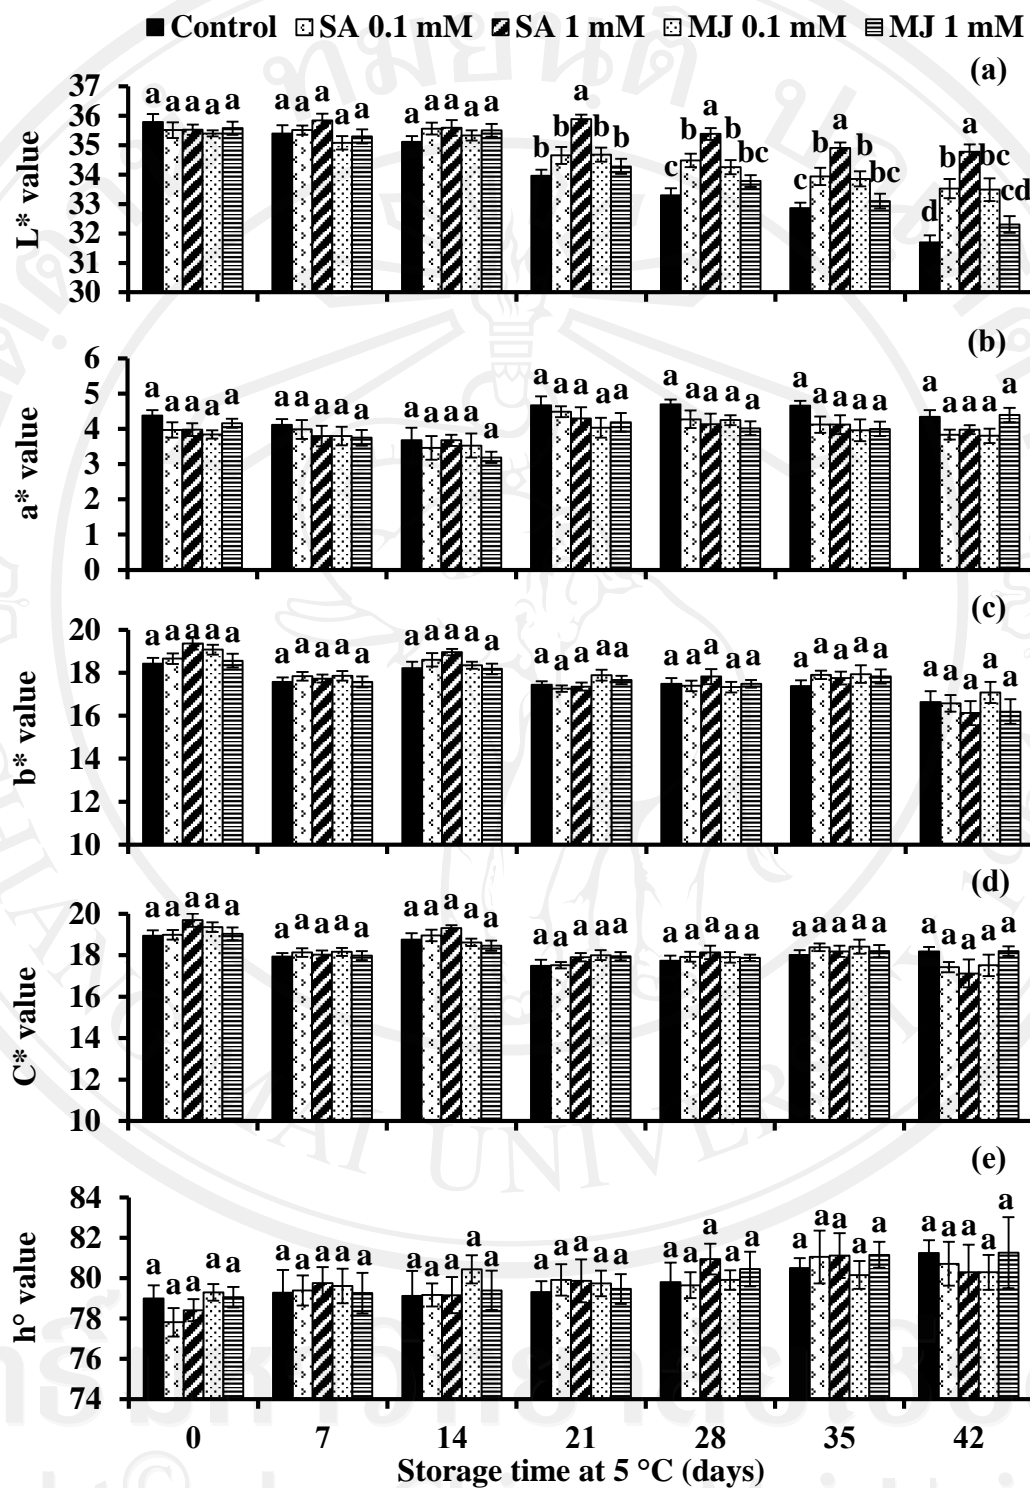 Control SA 0.1 mM SA 1 mM MJ 0.1 mM MJ 1 mM
(a)
L* value
37
36
35
34
33
32
31
30
a a a a a
a a a a a
a a a a a
b b a b b
c b a b bc
c b a b bc
d b a bc cd
(b)
a* value
6
5
4
3
2
1
0
a a a a a
a a a a a
a a a a a
a a a a a
a a a a a
a a a a a
a a a a a
(c)
b* value
20
18
16
14
12
10
a a a a a
a a a a a
a a a a a
a a a a a
a a a a a
a a a a a
a a a a a
(d)
C* value
20
18
16
14
12
10
a a a a a
a a a a a
a a a a a
a a a a a
a a a a a
a a a a a
a a a a a
(e)
h° value
84
82
80
78
76
74
a a a a a
a a a a a
a a a a a
a a a a a
a a a a a
a a a a a
a a a a a
0 7 14 21 28 35 42
Storage time at 5 °C (days)